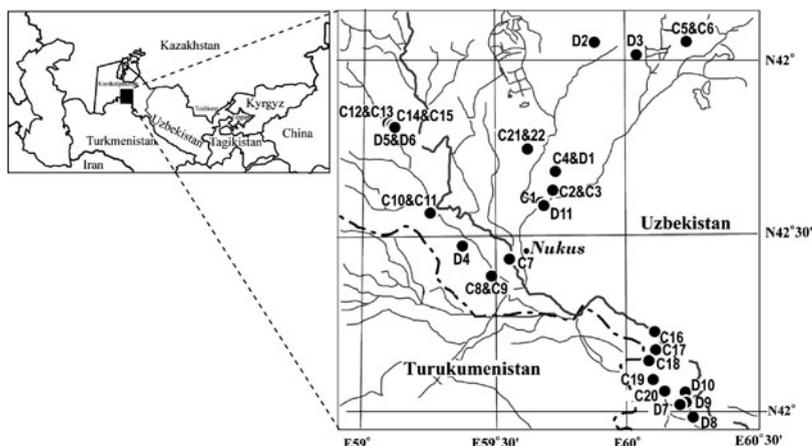 Kazakhstan
Karakalpakstan
Tashkent
Kyrgyz
Uzbekistan
China
Turkmenistan
Tagikistan
Iran
D2
D3
C5&C6
N42°
C12&C13
C14&C15
D5&D6
C21&22
C4&D1
C10&C11
C1
C2&C3
D11
Uzbekistan
N42°30'
Nukus
D4
C7
C8&C9
C16
C17
Turukumenistan
C18
C19
D10
C20
D9
D7
N42°
D8
E59°
E59°30'
E60°
E60°30'